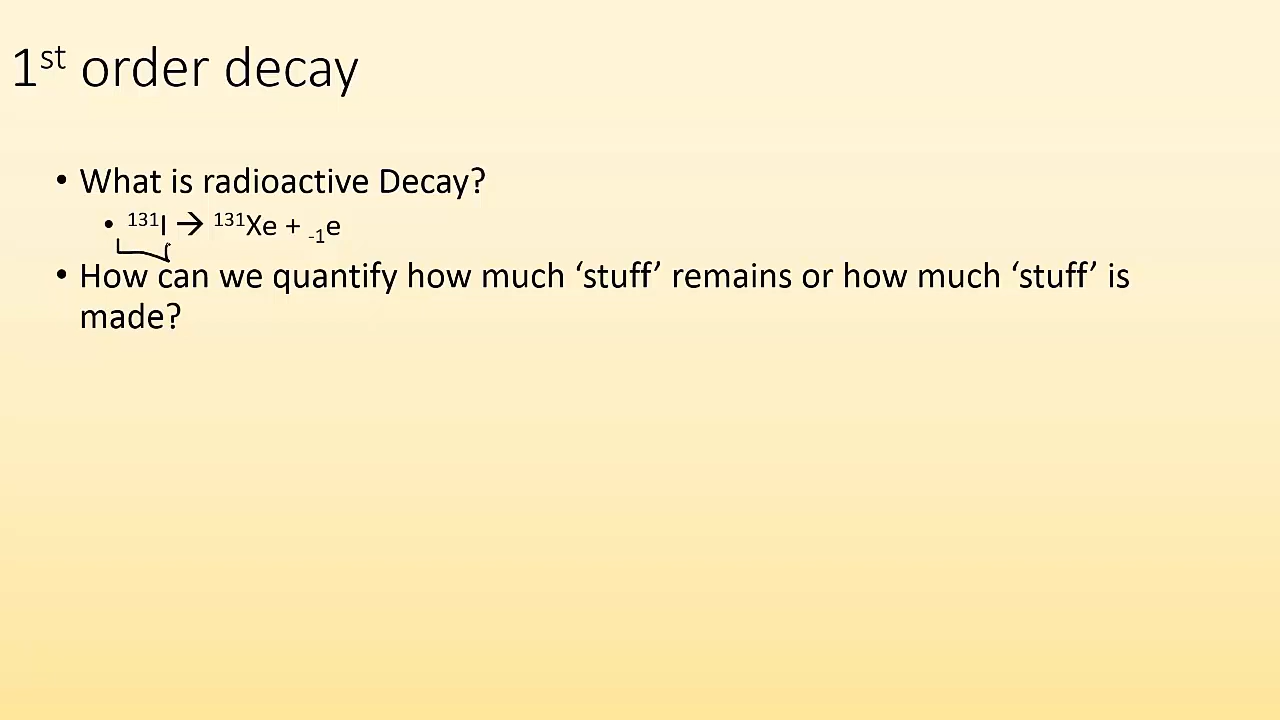 1st order decay
• What is radioactive Decay?
• ¹³¹I → ¹³¹Xe + ₋₁e
• How can we quantify how much ‘stuff’ remains or how much ‘stuff’ is
made?